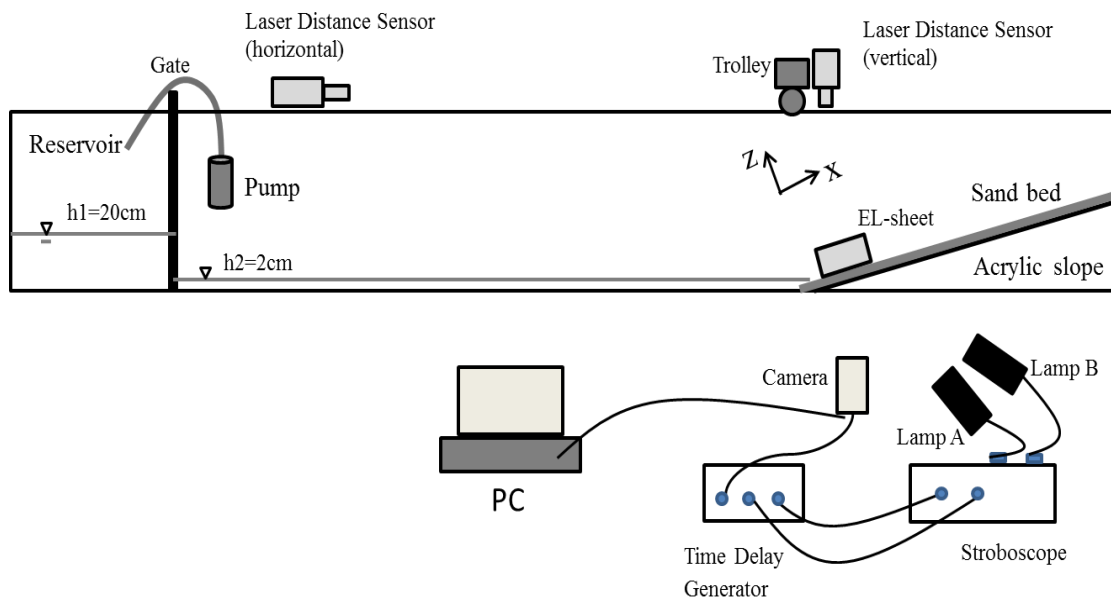 Laser Distance Sensor
(horizontal)
Laser Distance Sensor
(vertical)
Gate
Trolley
Reservoir
Pump
Z
X
Sand bed
h1=20cm
EL-sheet
h2=2cm
Acrylic slope
Camera
Lamp B
Lamp A
PC
Time Delay
Generator
Stroboscope